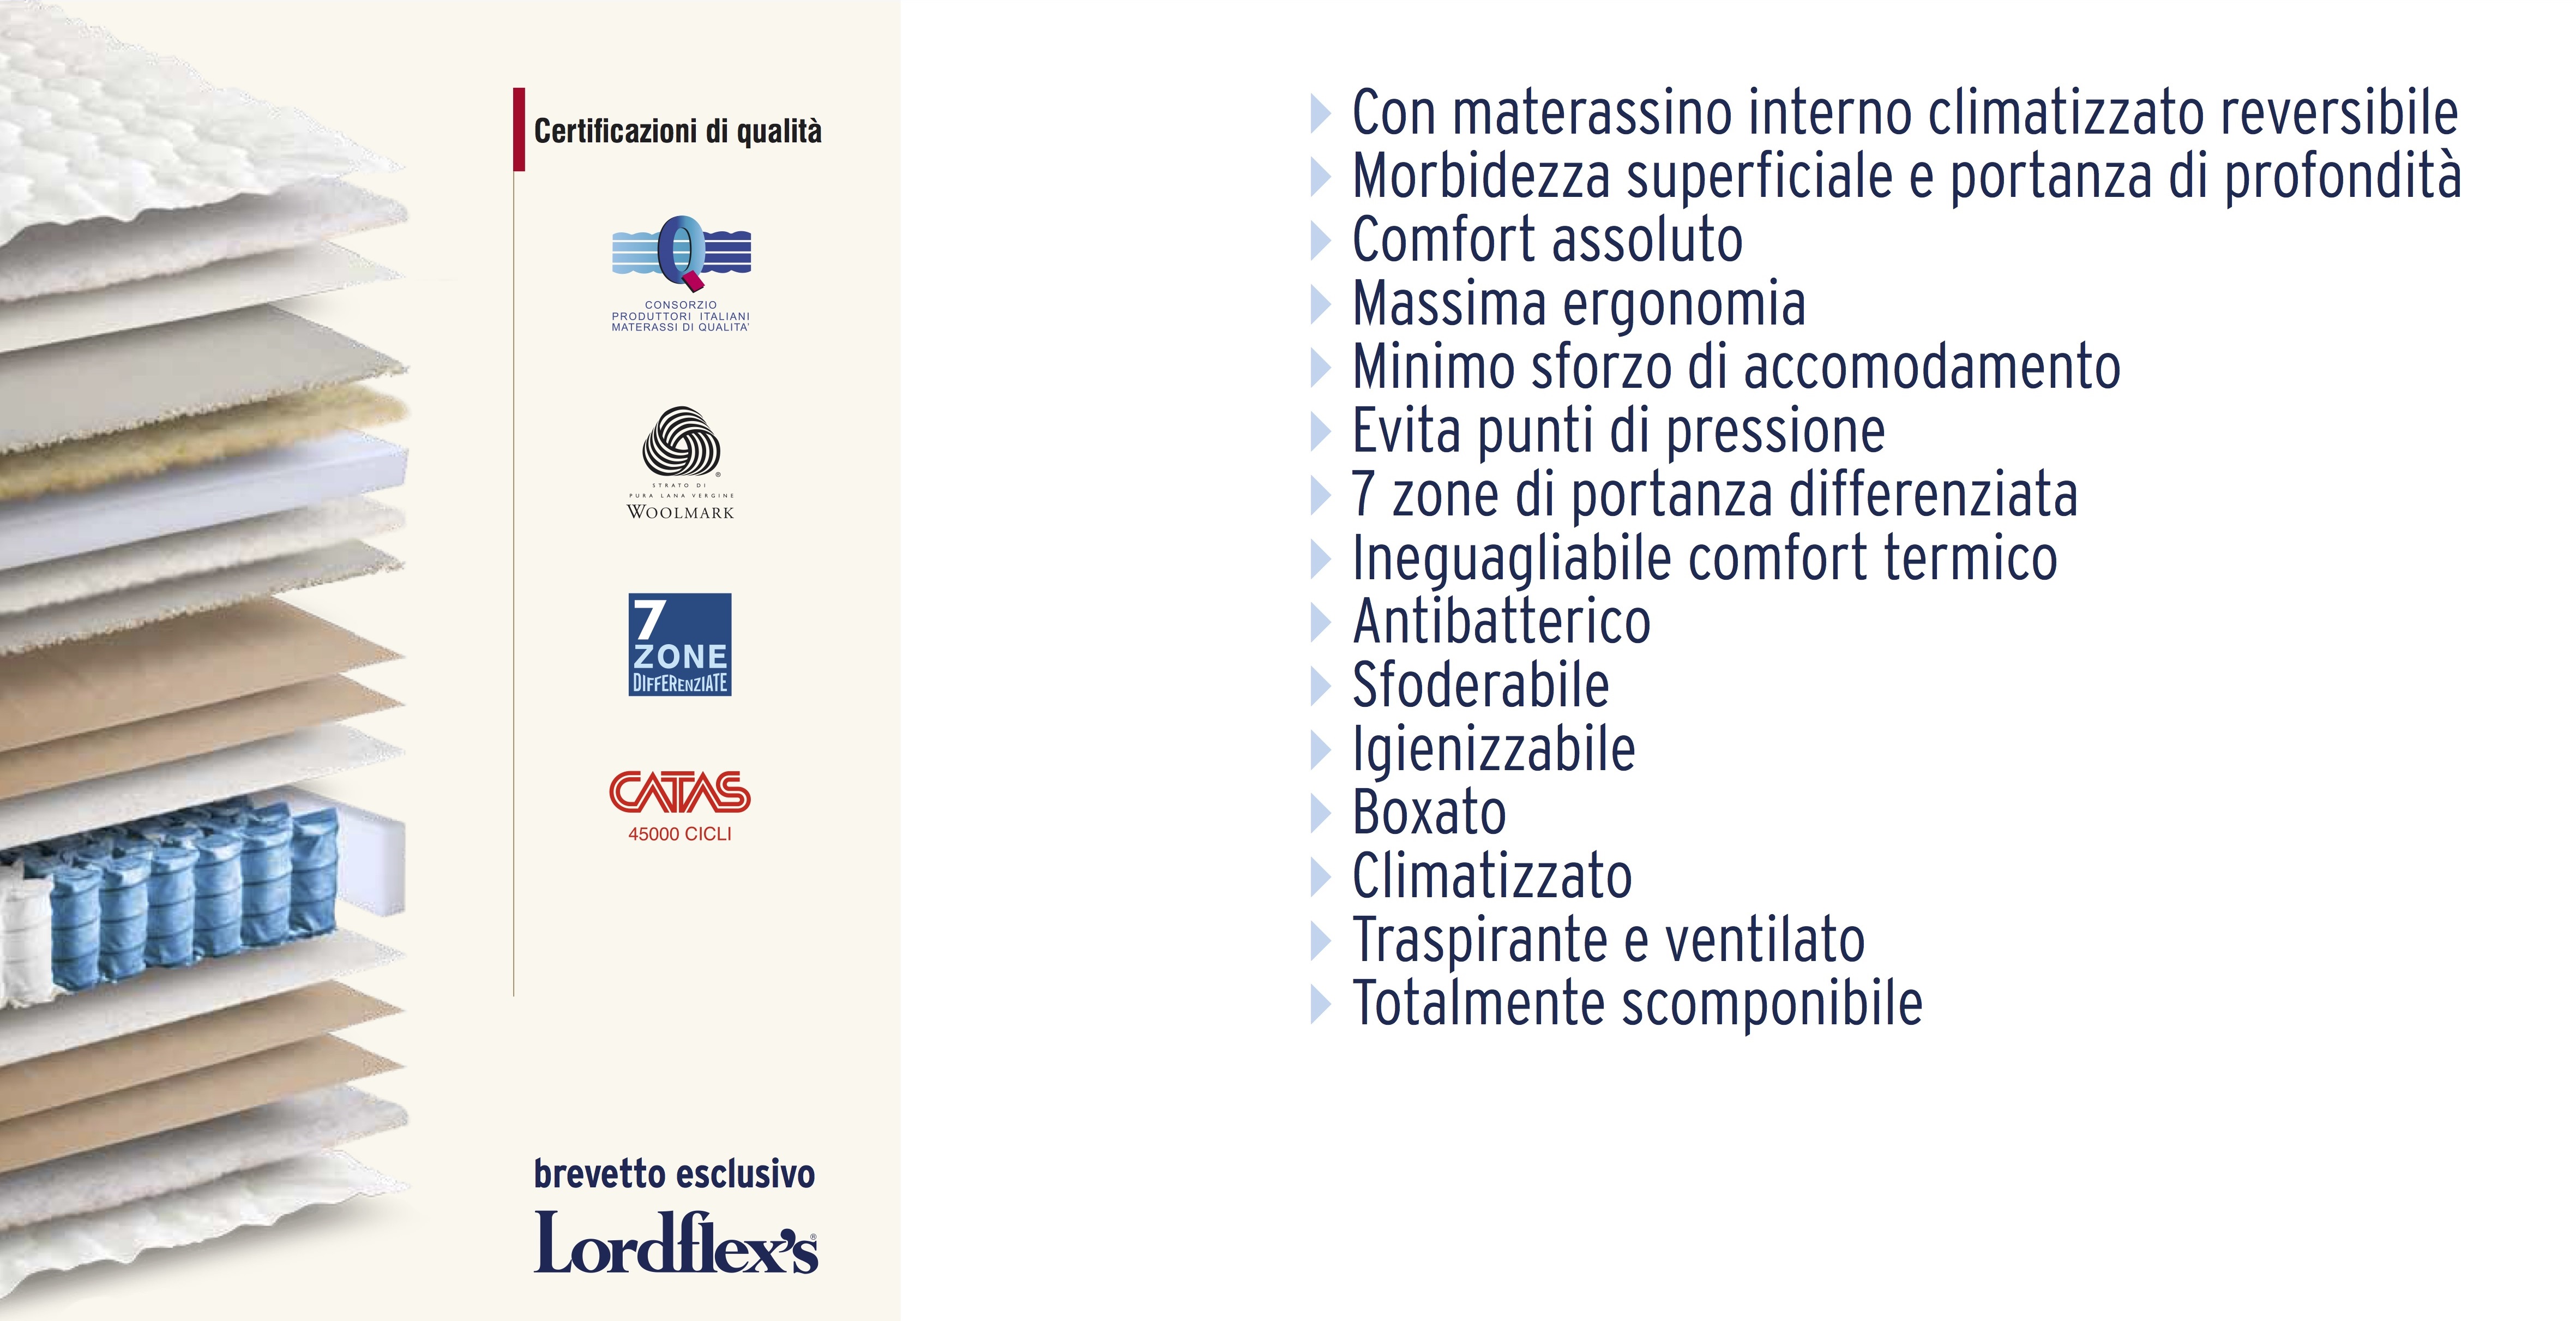 Certificazioni di qualità
Q
CONSORZIO
PRODUTTORI ITALIANI
MATERASSI DI QUALITA'
STRATO DI
PURA LANA VERGINE
WOOLMARK
7
ZONE
DIFFERENZIATE
CATAS
45000 CICLI
brevetto esclusivo
Lordflex's®
Con materassino interno climatizzato reversibile
Morbidezza superficiale e portanza di profondità
Comfort assoluto
Massima ergonomia
Minimo sforzo di accomodamento
Evita punti di pressione
7 zone di portanza differenziata
Ineguagliabile comfort termico
Antibatterico
Sfoderabile
Igienizzabile
Boxato
Climatizzato
Traspirante e ventilato
Totalmente scomponibile